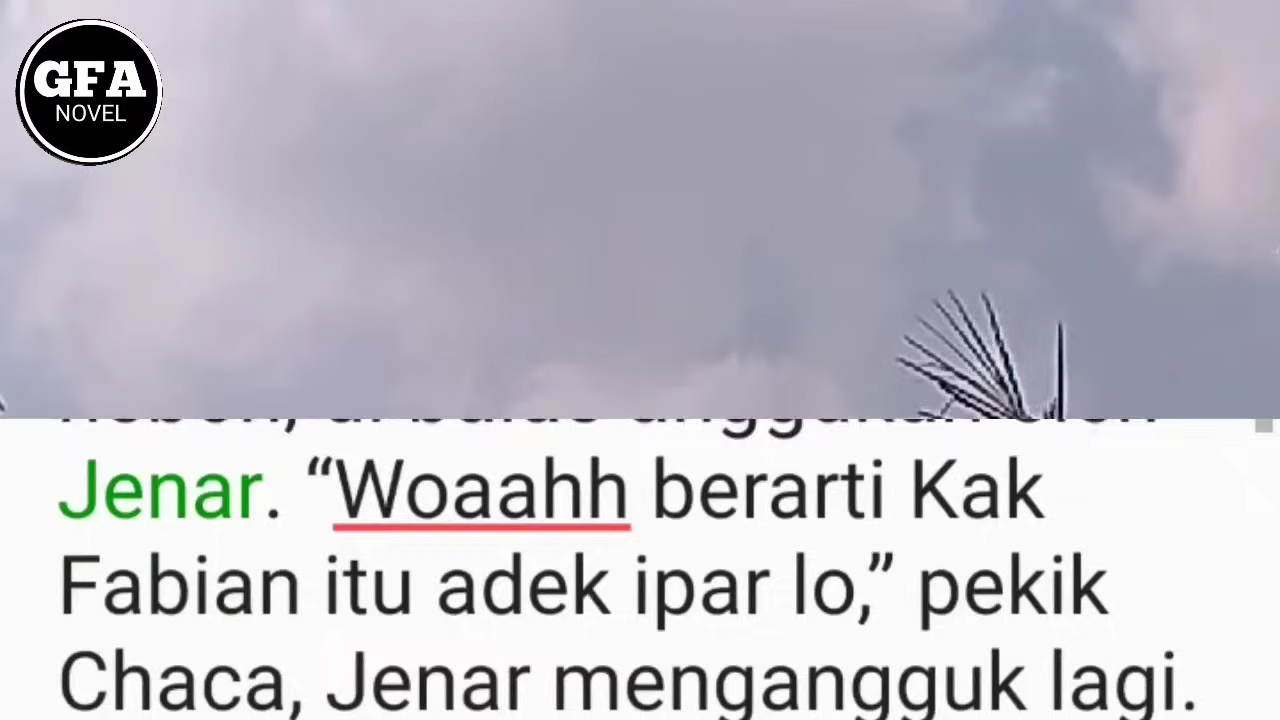 GFA
NOVEL
Jenar. “Woaahh berarti Kak
Fabian itu adek ipar lo,” pekik
Chaca, Jenar mengangguk lagi.